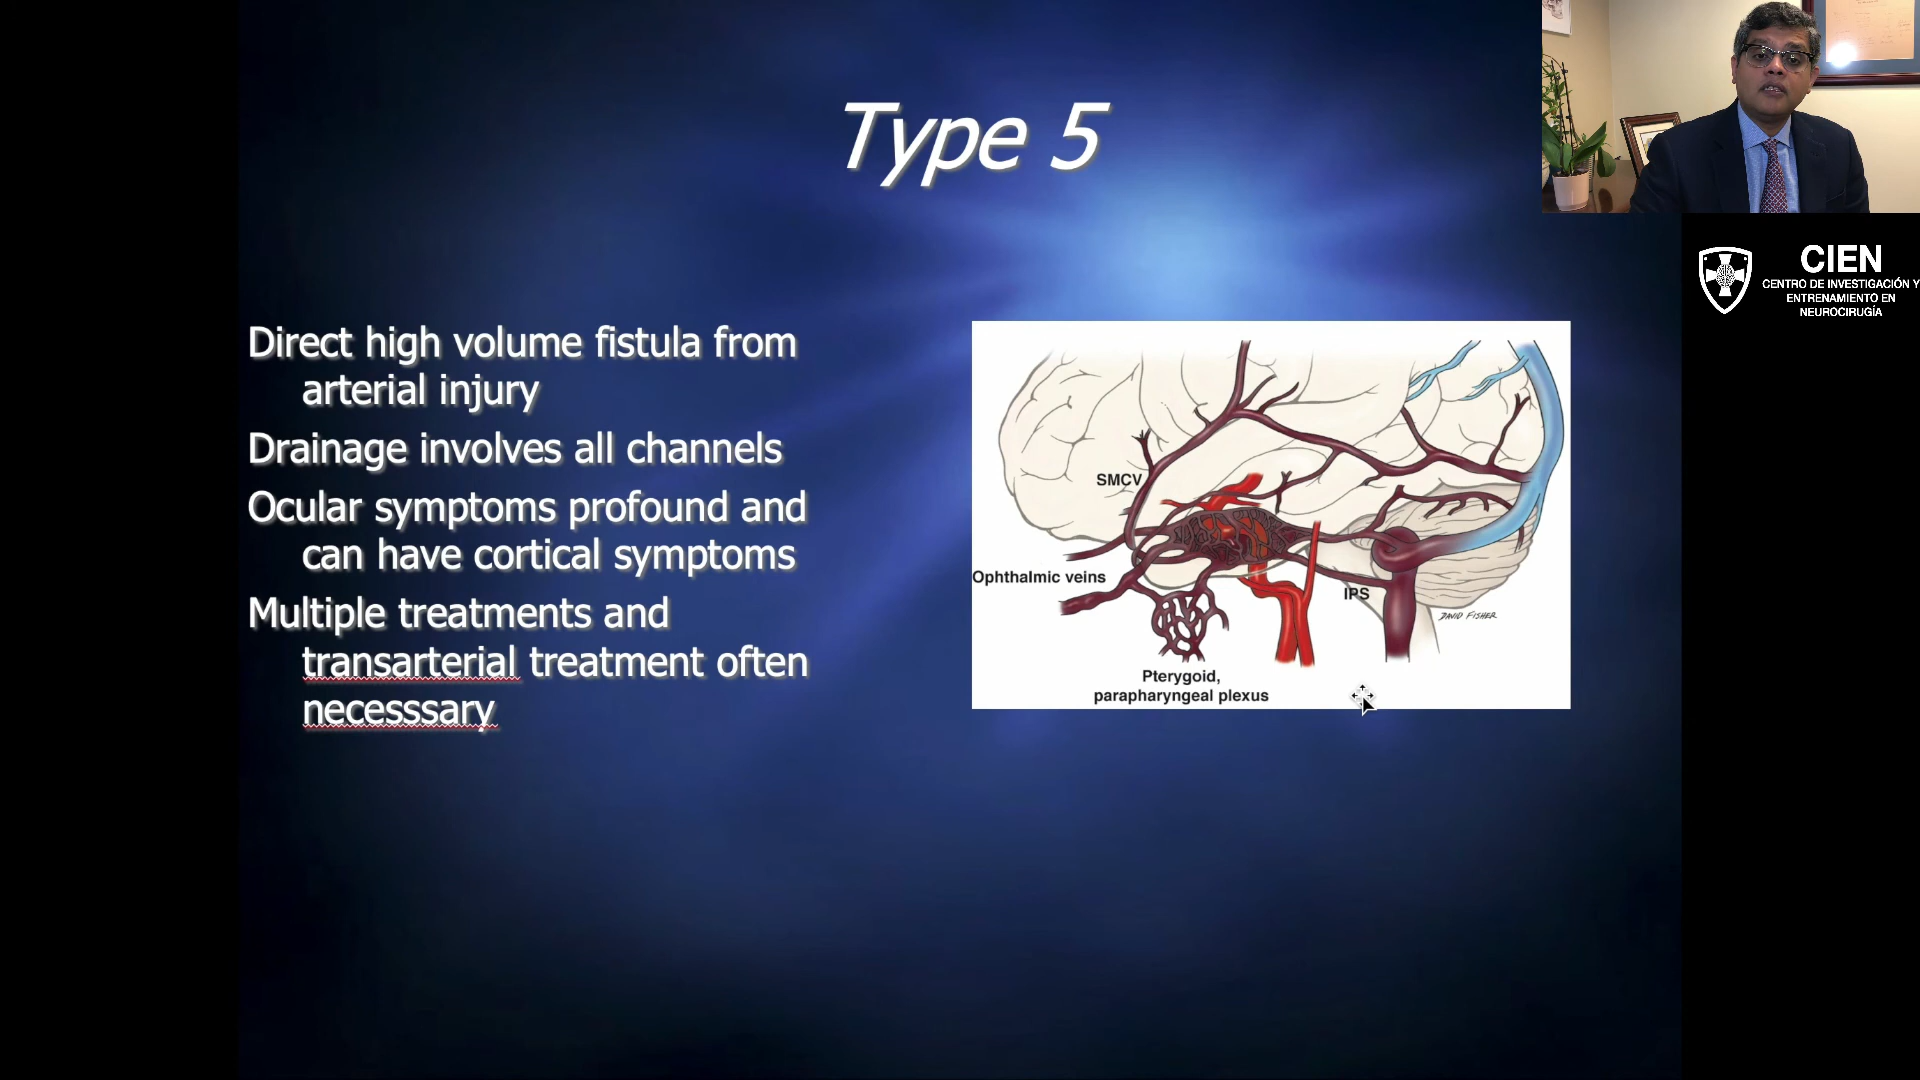 Type 5
Direct high volume fistula from
arterial injury
Drainage involves all channels
Ocular symptoms profound and
can have cortical symptoms
Multiple treatments and
transarterial treatment often
necesssary
SMCV
Ophthalmic veins
IPS
DAVID FISHER
Pterygoid,
parapharyngeal plexus
CIEN
CENTRO DE INVESTIGACIÓN Y
ENTRENAMIENTO EN
NEUROCIRUGÍA